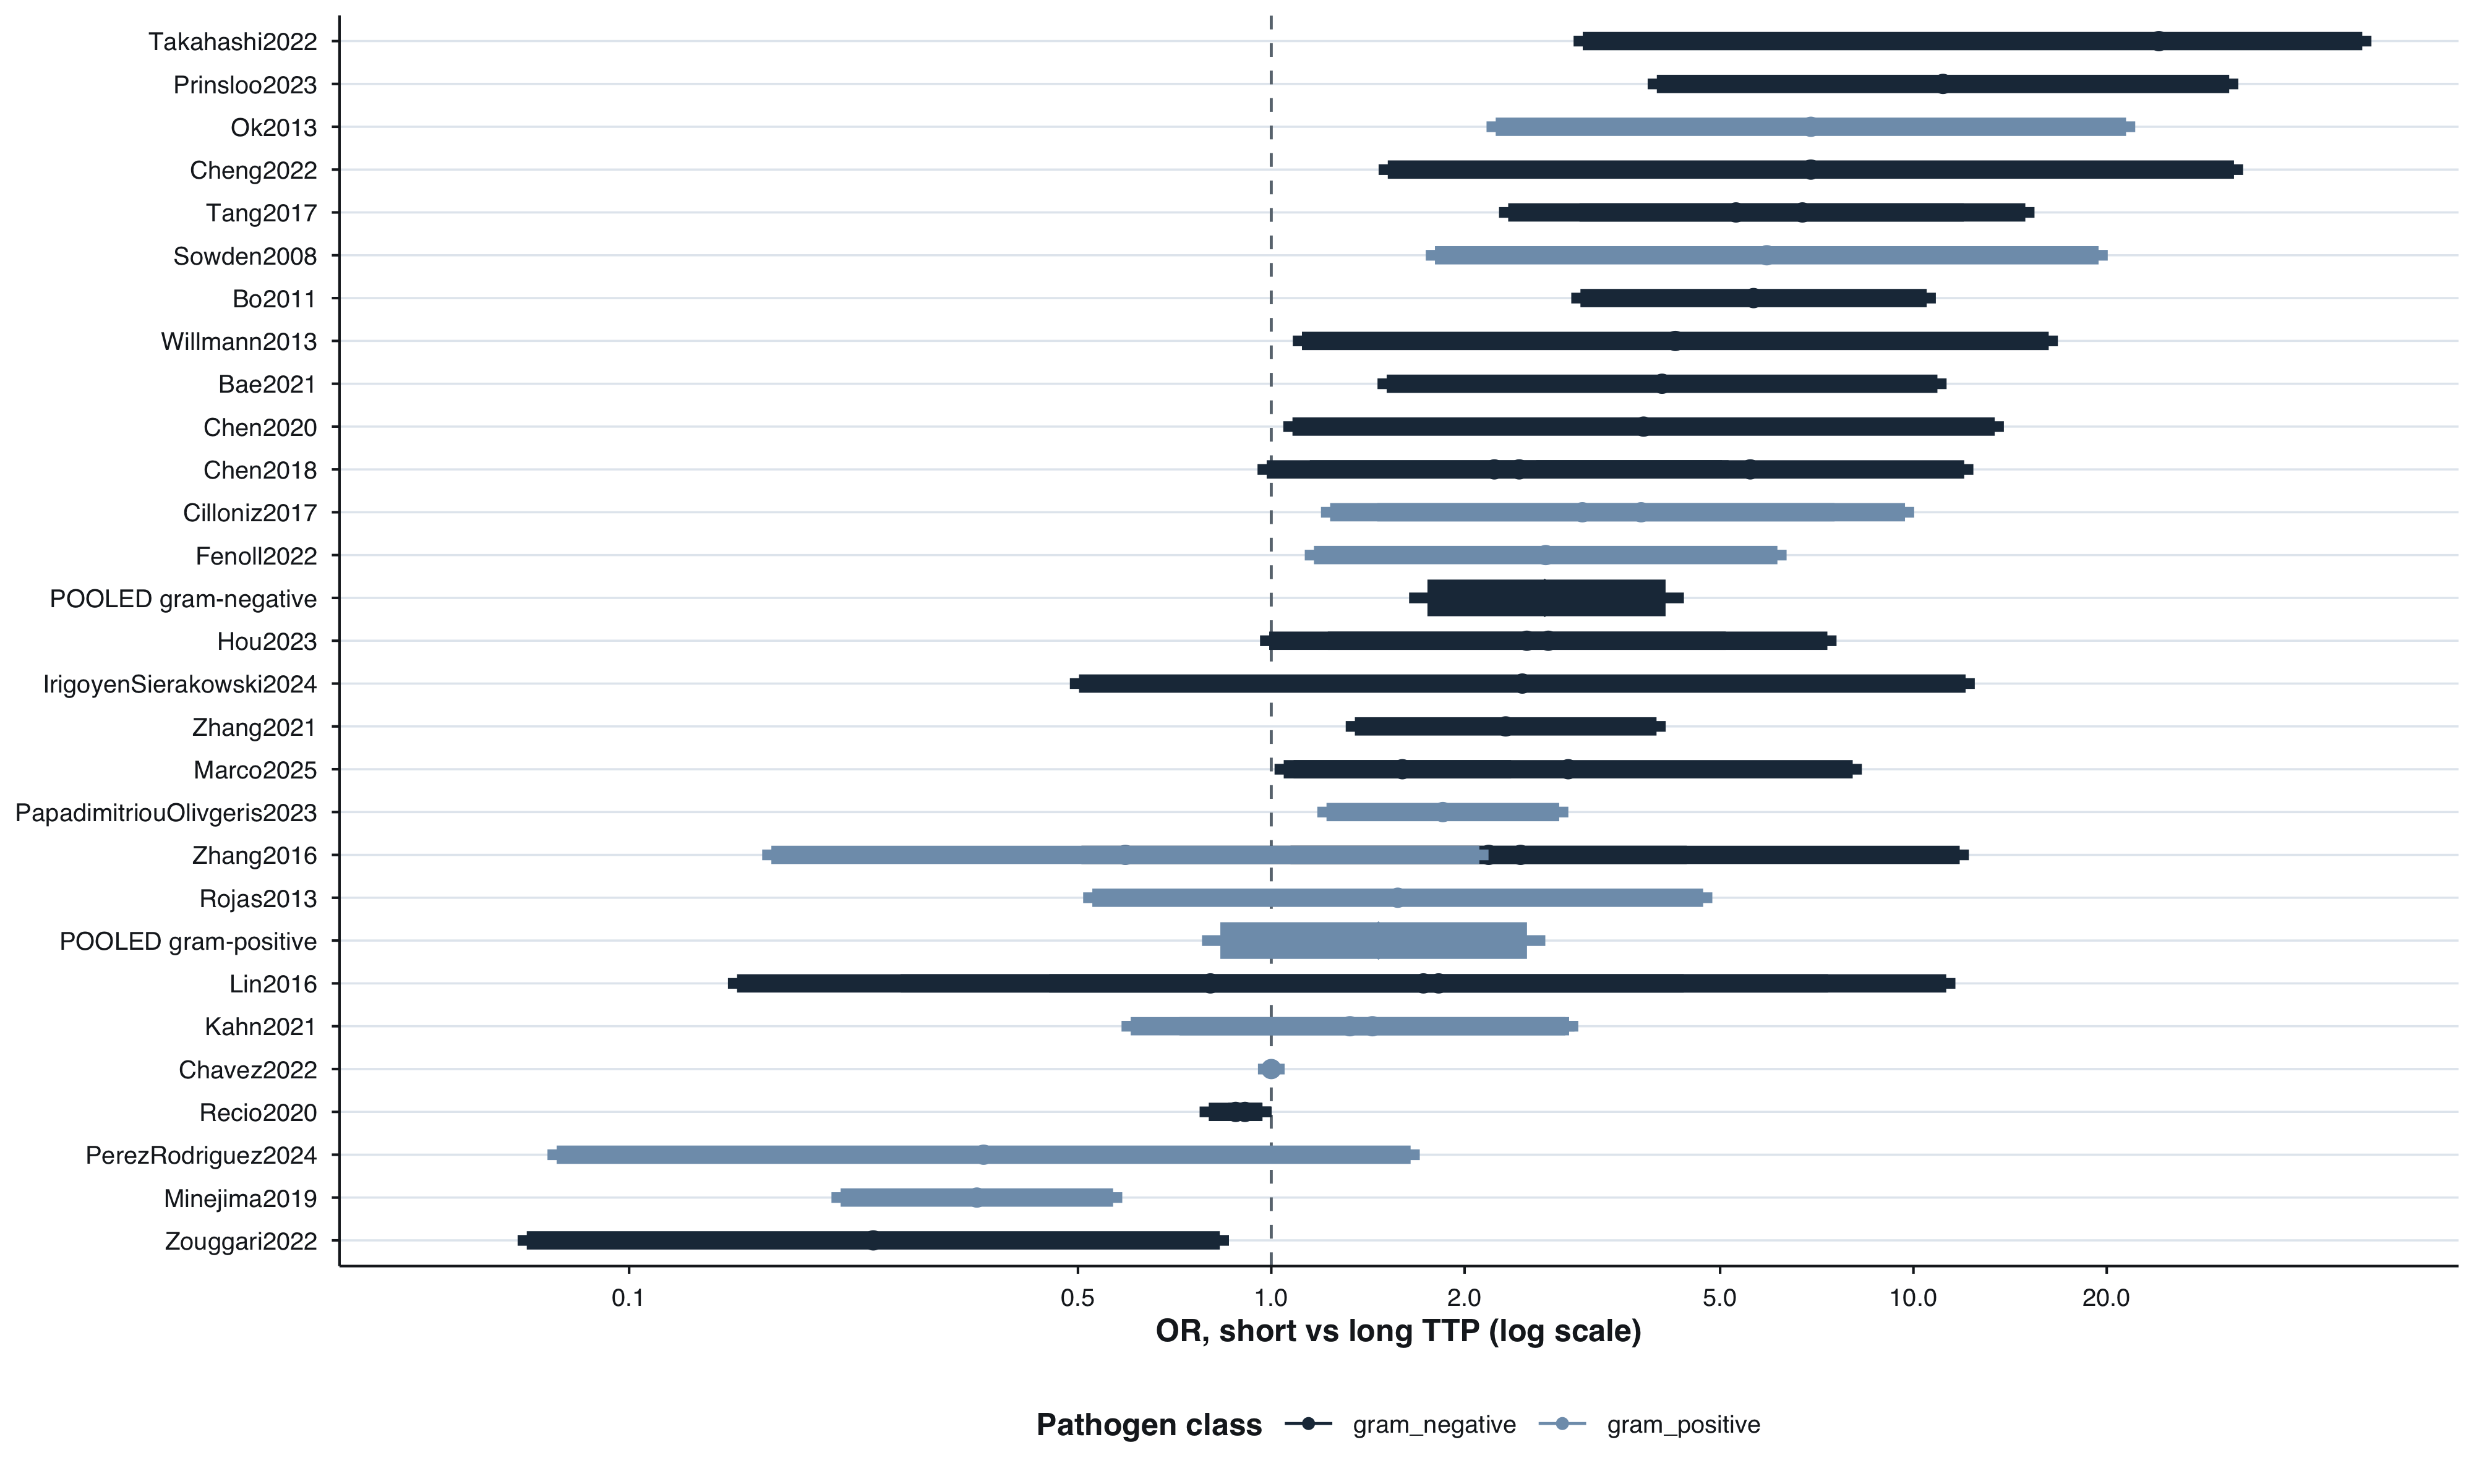 Takahashi2022
Prinsloo2023
Ok2013
Cheng2022
Tang2017
Sowden2008
Bo2011
Willmann2013
Bae2021
Chen2020
Chen2018
Cilloniz2017
Fenoll2022
POOLED gram-negative
Hou2023
IrigoyenSierakowski2024
Zhang2021
Marco2025
PapadimitriouOlivgeris2023
Zhang2016
Rojas2013
POOLED gram-positive
Lin2016
Kahn2021
Chavez2022
Recio2020
PerezRodriguez2024
Minejima2019
Zouggari2022
0.1 0.5 1.0 2.0 5.0 10.0 20.0
OR, short vs long TTP (log scale)
Pathogen class gram_negative gram_positive